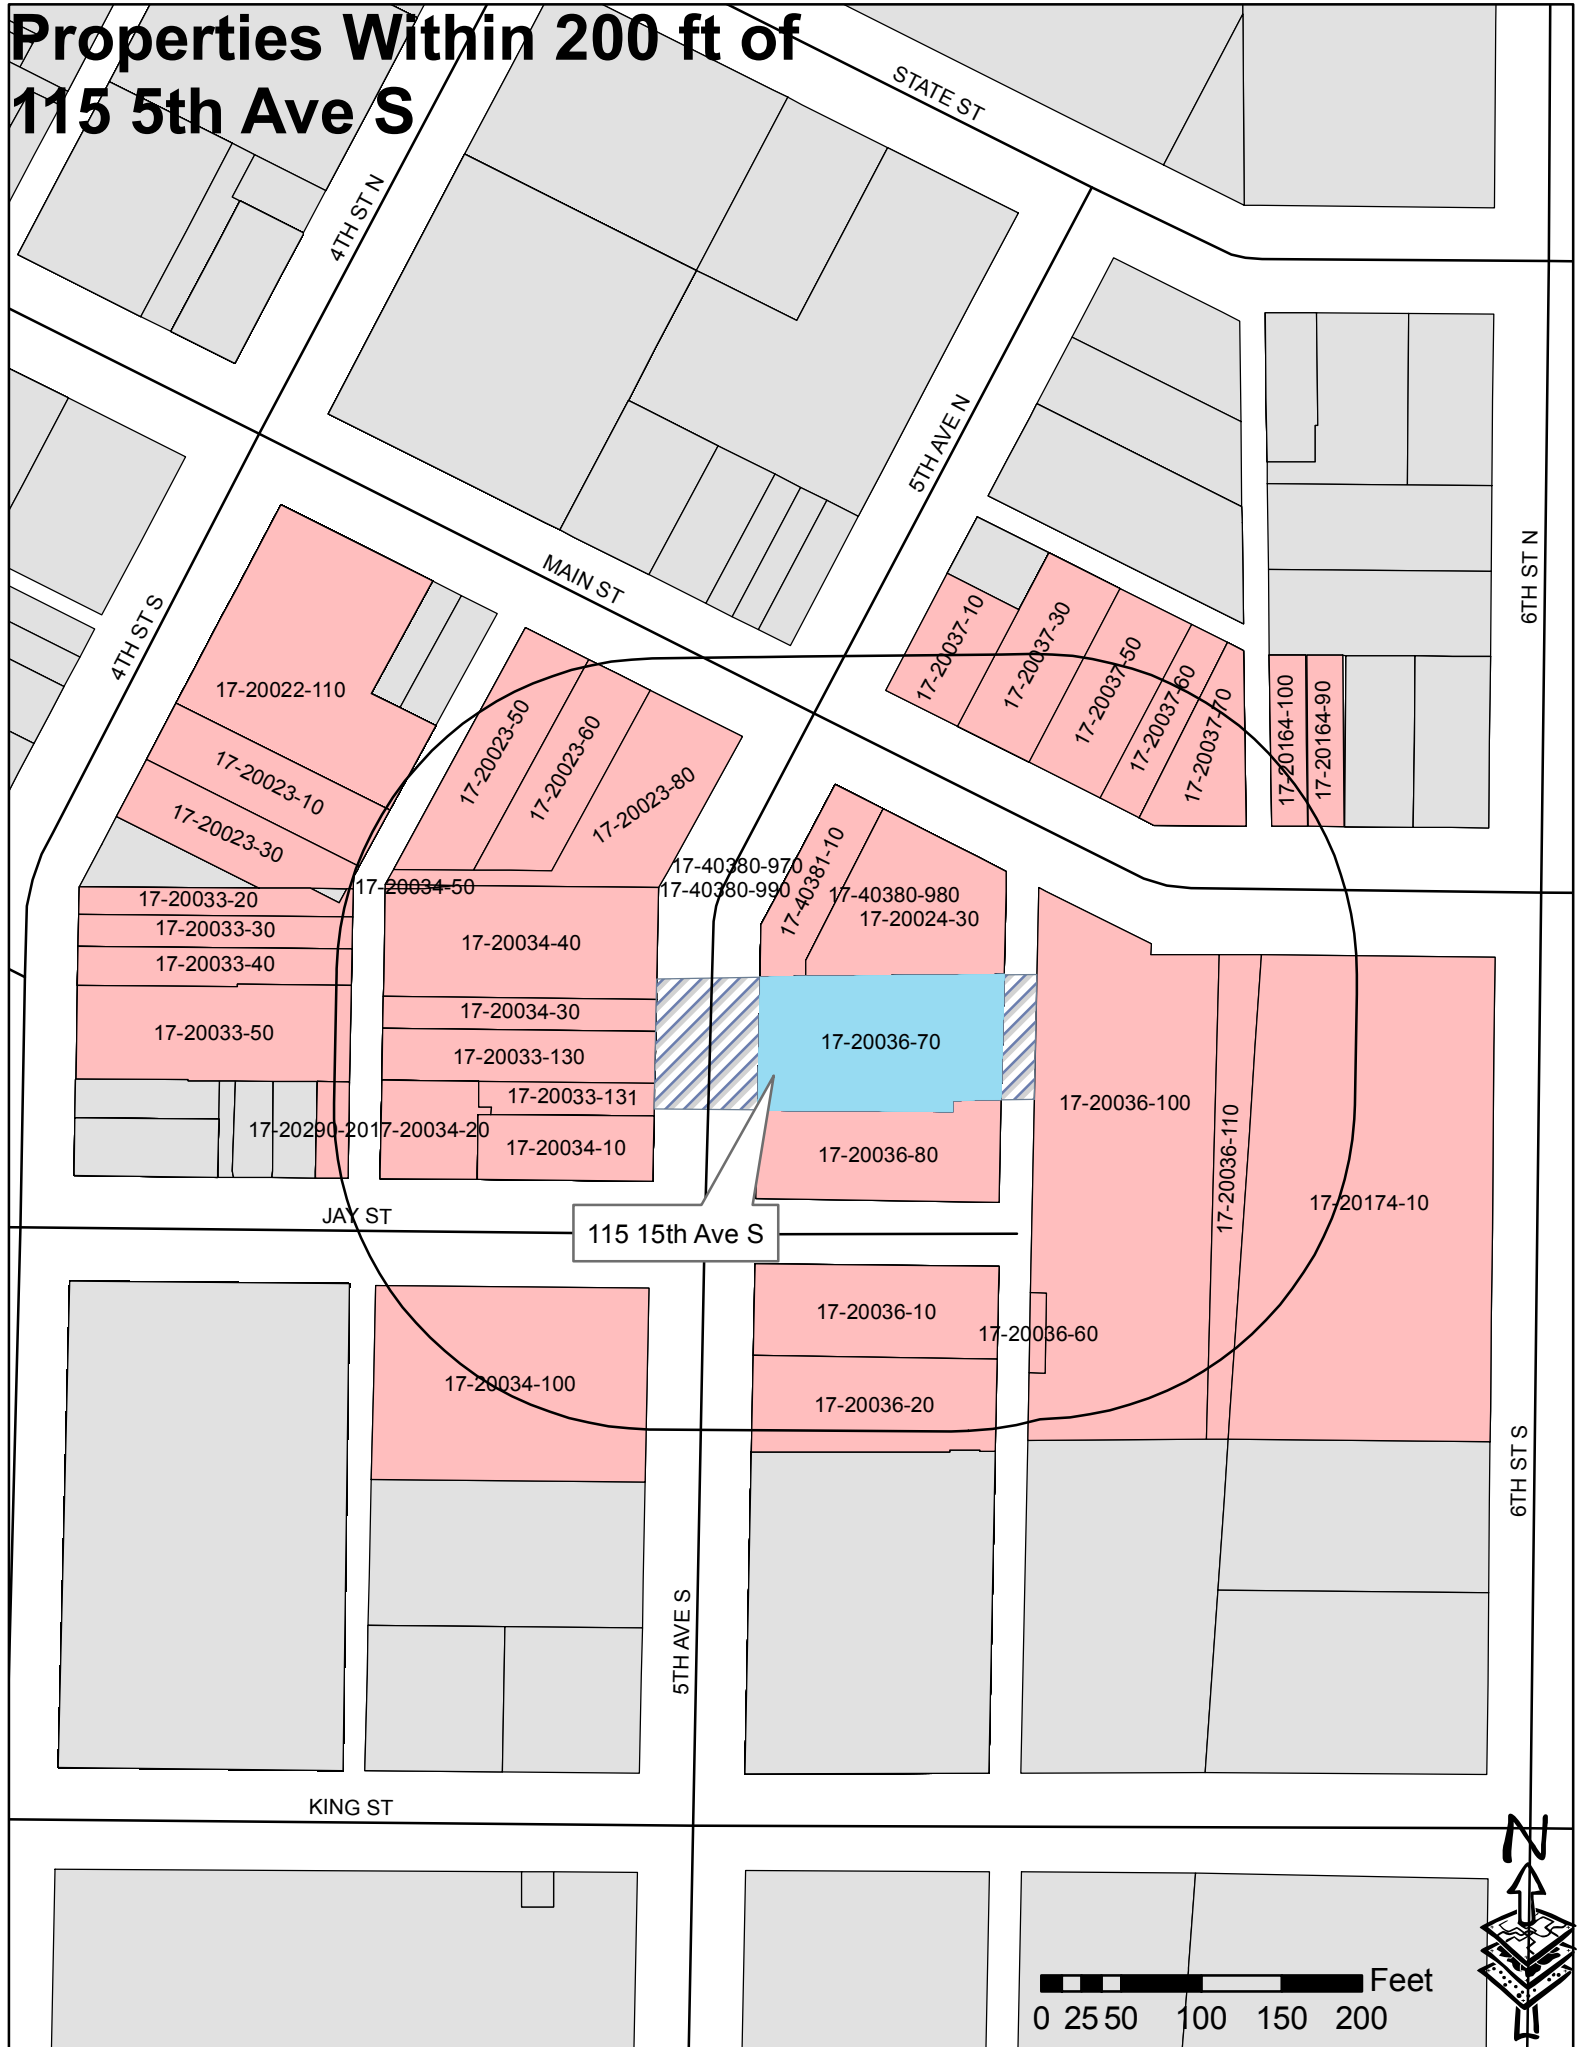 Properties Within 200 ft of
115 5th Ave S
STATE ST
4TH ST N
5TH AVE N
6TH ST N
MAIN ST
4TH ST S
17-20022-110
17-20023-10
17-20023-30
17-20023-50
17-20023-60
17-20023-80
17-20037-10
17-20037-30
17-20037-50
17-20037-60
17-20037-70
17-20164-100
17-20164-90
17-40380-970
17-40380-990
17-40381-10
17-40380-980
17-20024-30
17-20034-50
17-20033-20
17-20033-30
17-20033-40
17-20033-50
17-20034-40
17-20034-30
17-20033-130
17-20033-131
17-20290-20
17-20034-20
17-20034-10
17-20036-70
17-20036-80
17-20036-100
17-20036-110
17-20174-10
JAY ST
115 15th Ave S
17-20036-10
17-20036-60
17-20034-100
17-20036-20
6TH ST S
5TH AVE S
KING ST
N
Feet
0 25 50 100 150 200